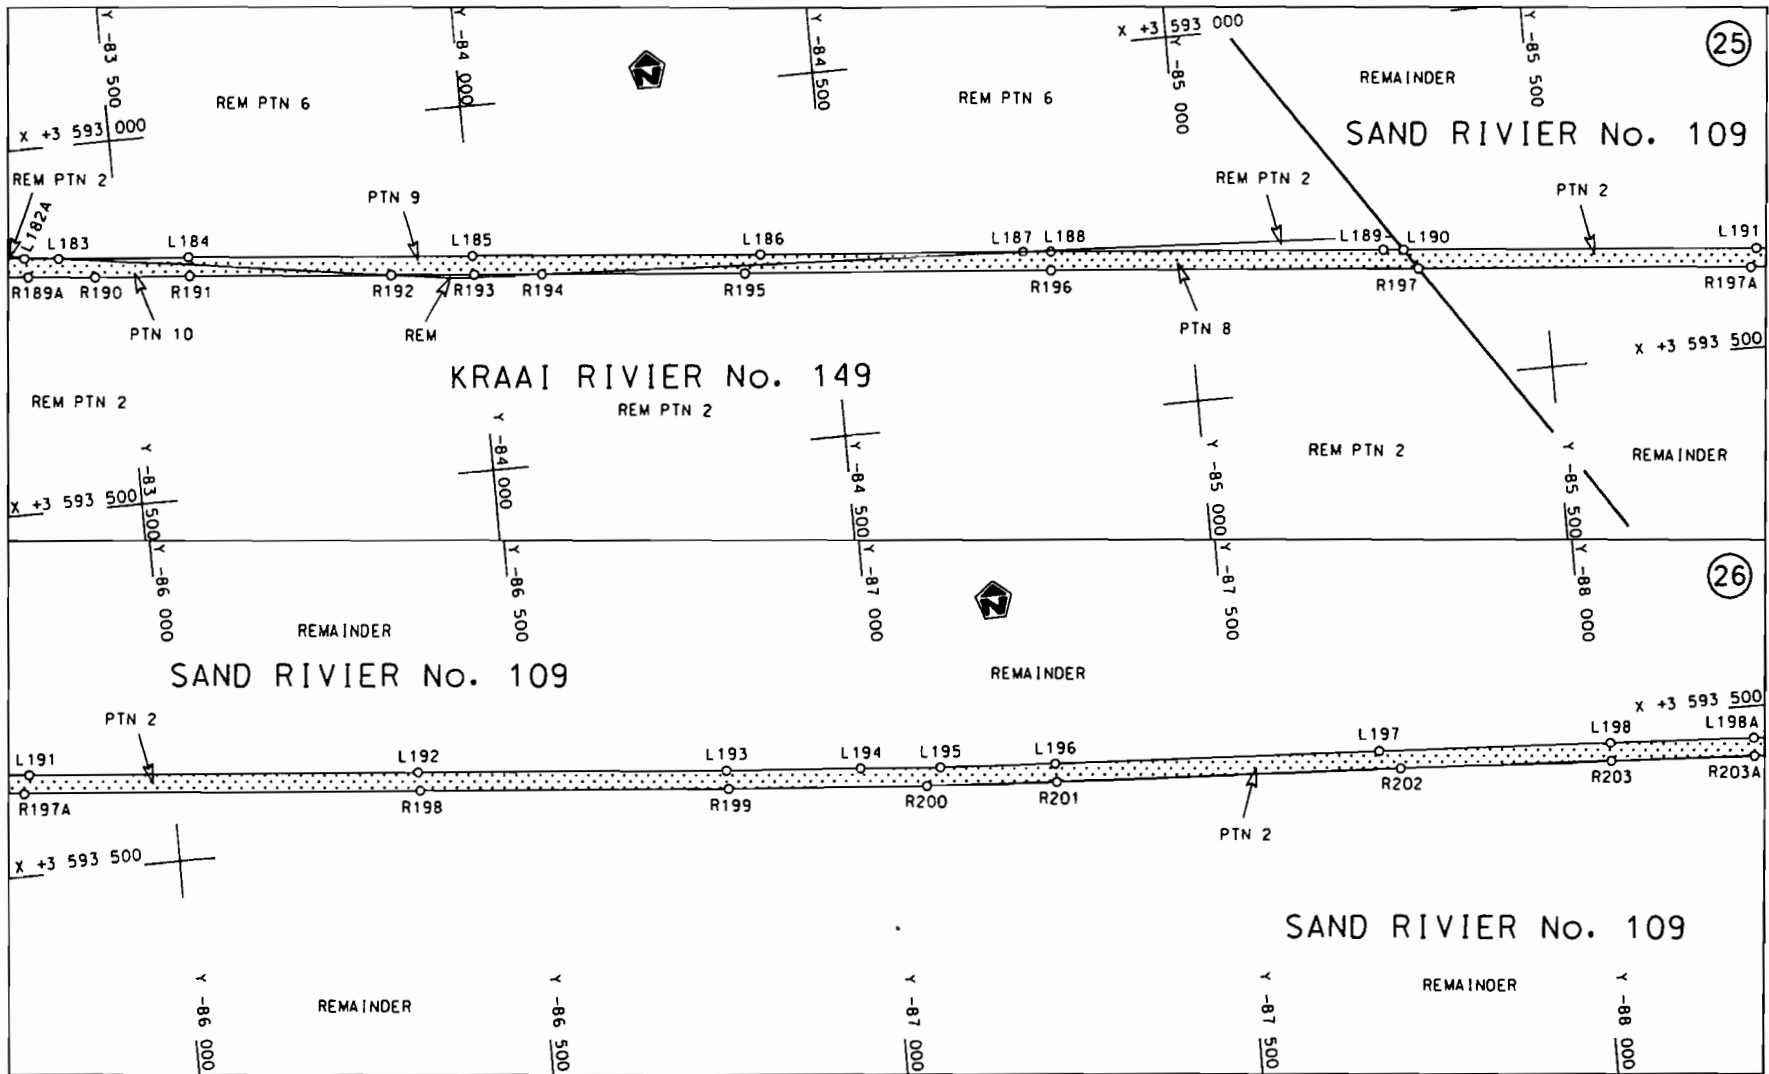 X +3 593 000
25
Y -83 500
Y -84 000
Y -84 500
Y -85 000
Y -85 500
N
REM PTN 6
REM PTN 6
REMAINDER
X +3 593 000
SAND RIVIER No. 109
REM PTN 2
PTN 9
REM PTN 2
PTN 2
L182A
L183
L184
L185
L186
L187
L188
L189
L190
L191
R189A
R190
R191
R192
R193
R194
R195
R196
R197
R197A
PTN 10
REM
PTN 8
X +3 593 500
KRAAI RIVIER No. 149
REM PTN 2
REM PTN 2
REM PTN 2
REMAINDER
X +3 593 500
Y -83 500
Y -84 000
Y -84 500
Y -85 000
Y -85 500
26
Y -86 000
Y -86 500
Y -87 000
Y -87 500
Y -88 000
N
REMAINDER
SAND RIVIER No. 109
REMAINDER
X +3 593 500
PTN 2
L191
L192
L193
L194
L195
L196
L197
L198
L198A
R197A
R198
R199
R200
R201
R202
R203
R203A
PTN 2
X +3 593 500
SAND RIVIER No. 109
REMAINDER
REMAINDER
Y -86 000
Y -86 500
Y -87 000
Y -87 500
Y -88 000